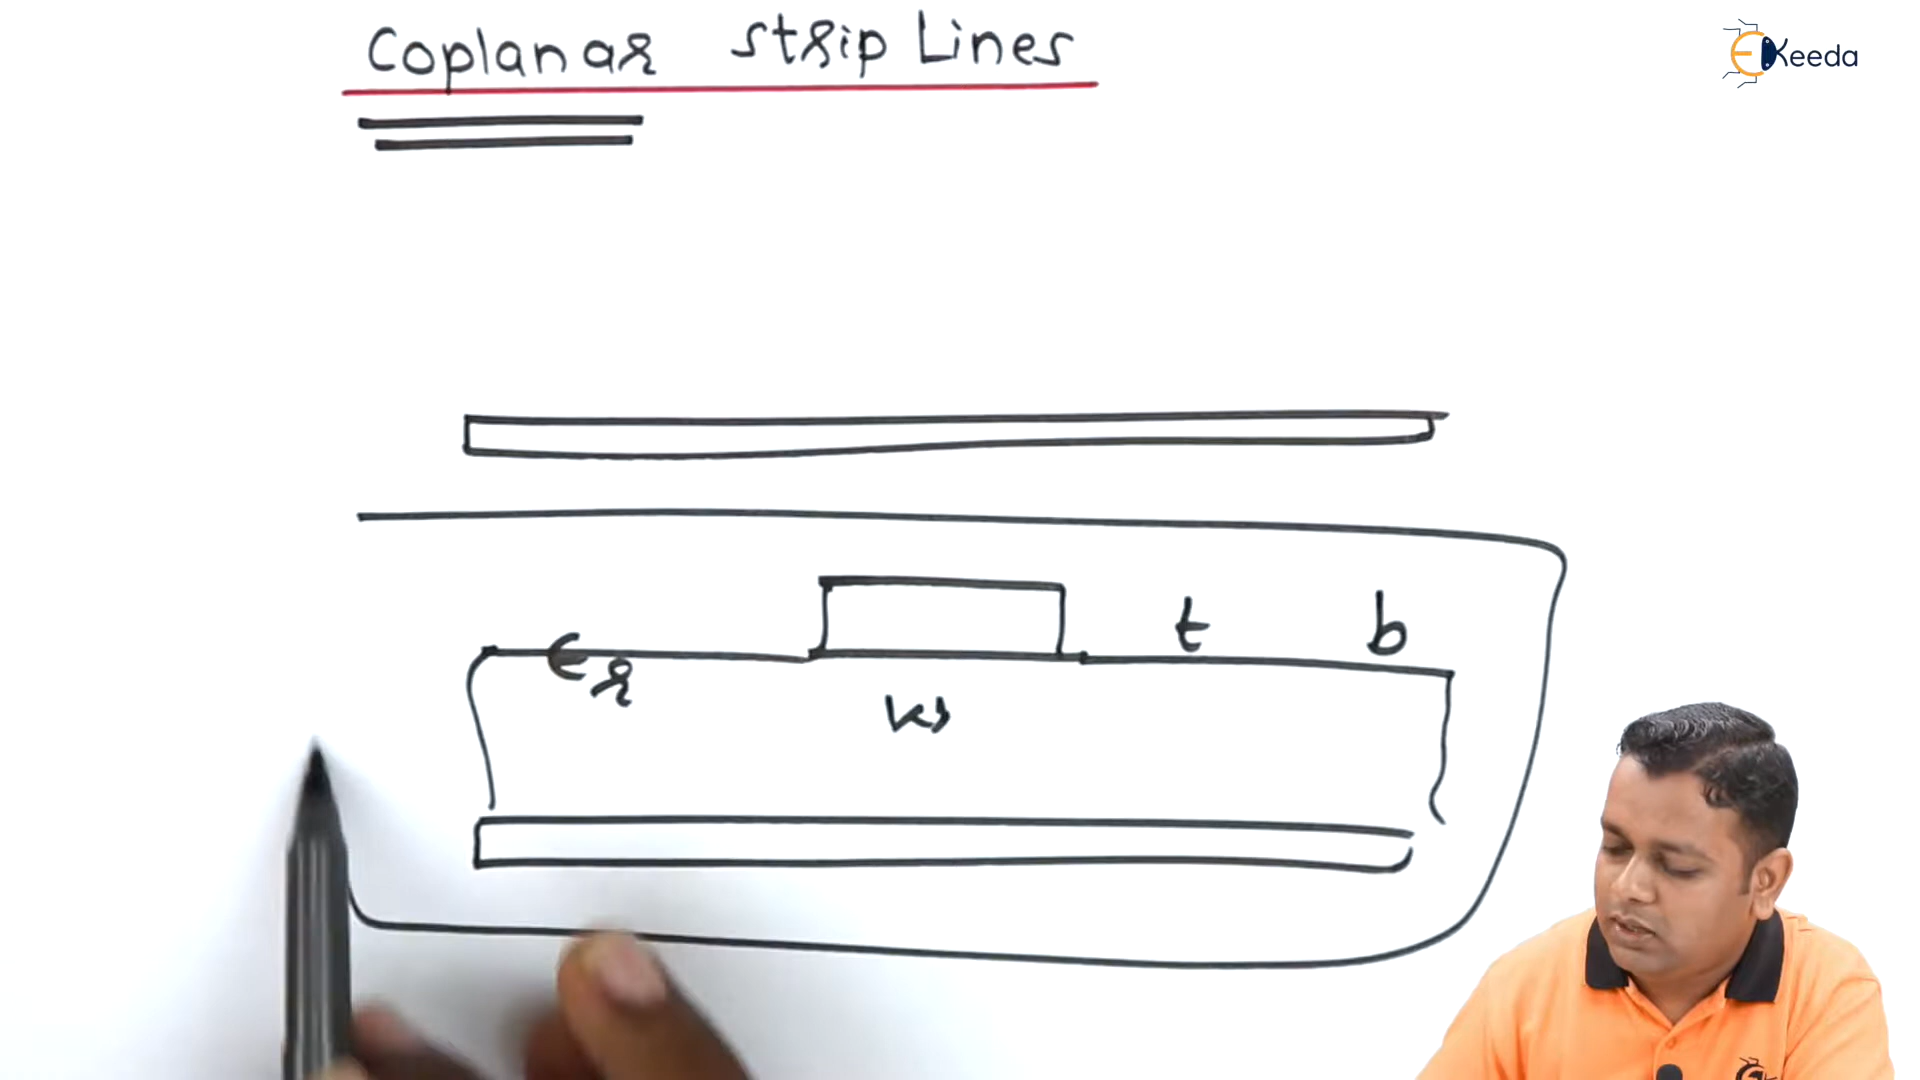 Coplanar Strip Lines
EKeeda
t b
εr